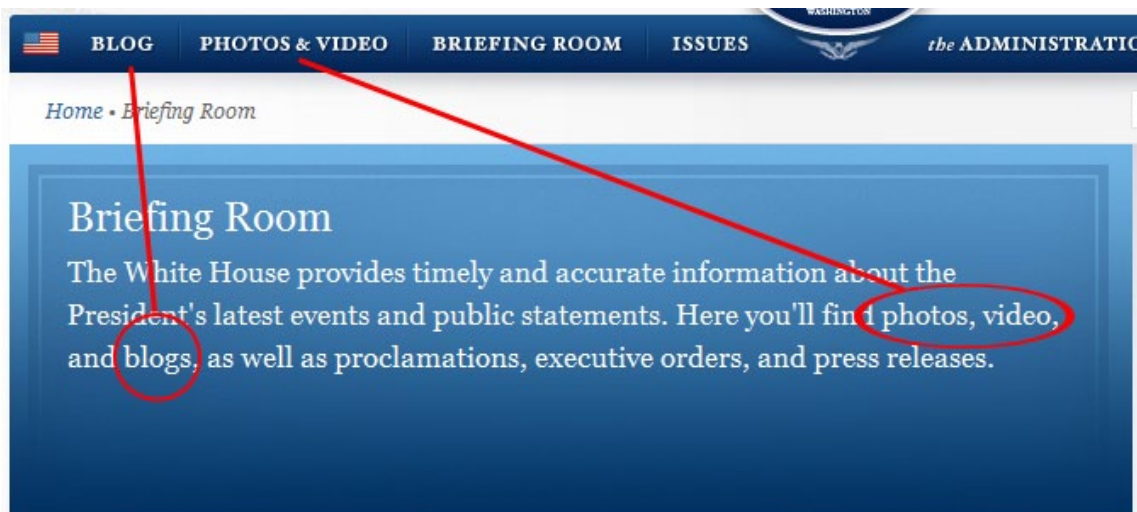 WASHINGTON
BLOG PHOTOS & VIDEO BRIEFING ROOM ISSUES the ADMINISTRATIO
Home • Briefing Room
Briefing Room
The White House provides timely and accurate information about the
President's latest events and public statements. Here you'll find photos, video,
and blogs, as well as proclamations, executive orders, and press releases.